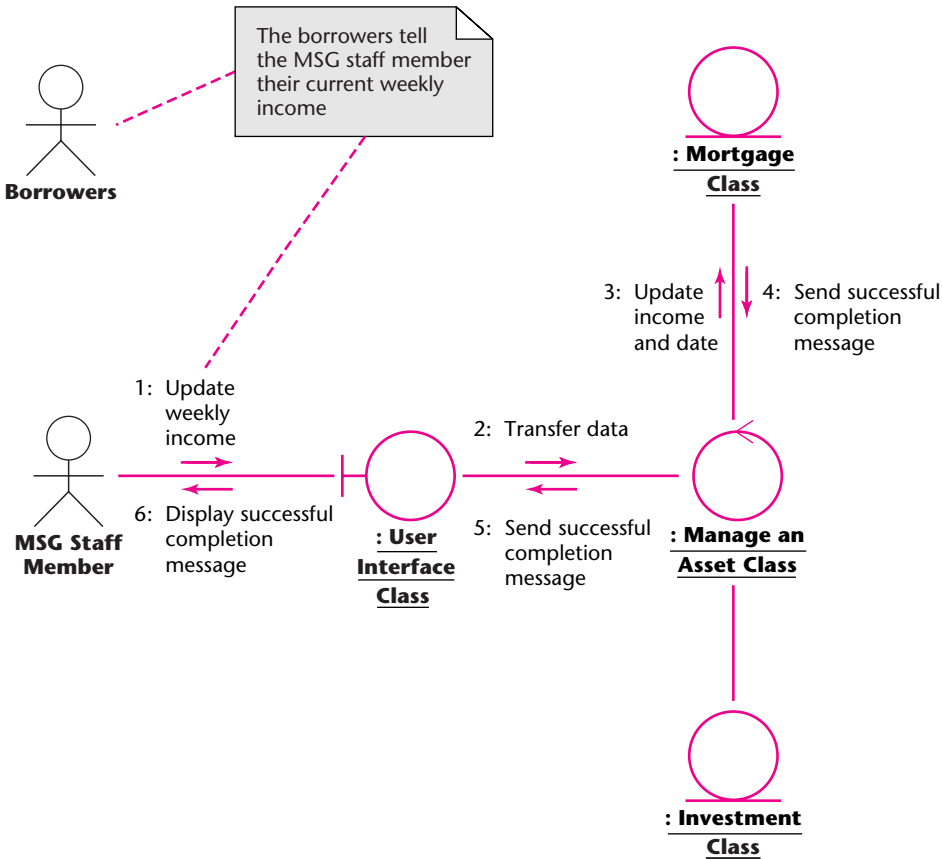 The borrowers tell
the MSG staff member
their current weekly
income
Borrowers
: Mortgage
Class
3: Update
income
and date
4: Send successful
completion
message
1: Update
weekly
income
2: Transfer data
MSG Staff
Member
6: Display successful
completion
message
: User
Interface
Class
5: Send successful
completion
message
: Manage an
Asset Class
: Investment
Class